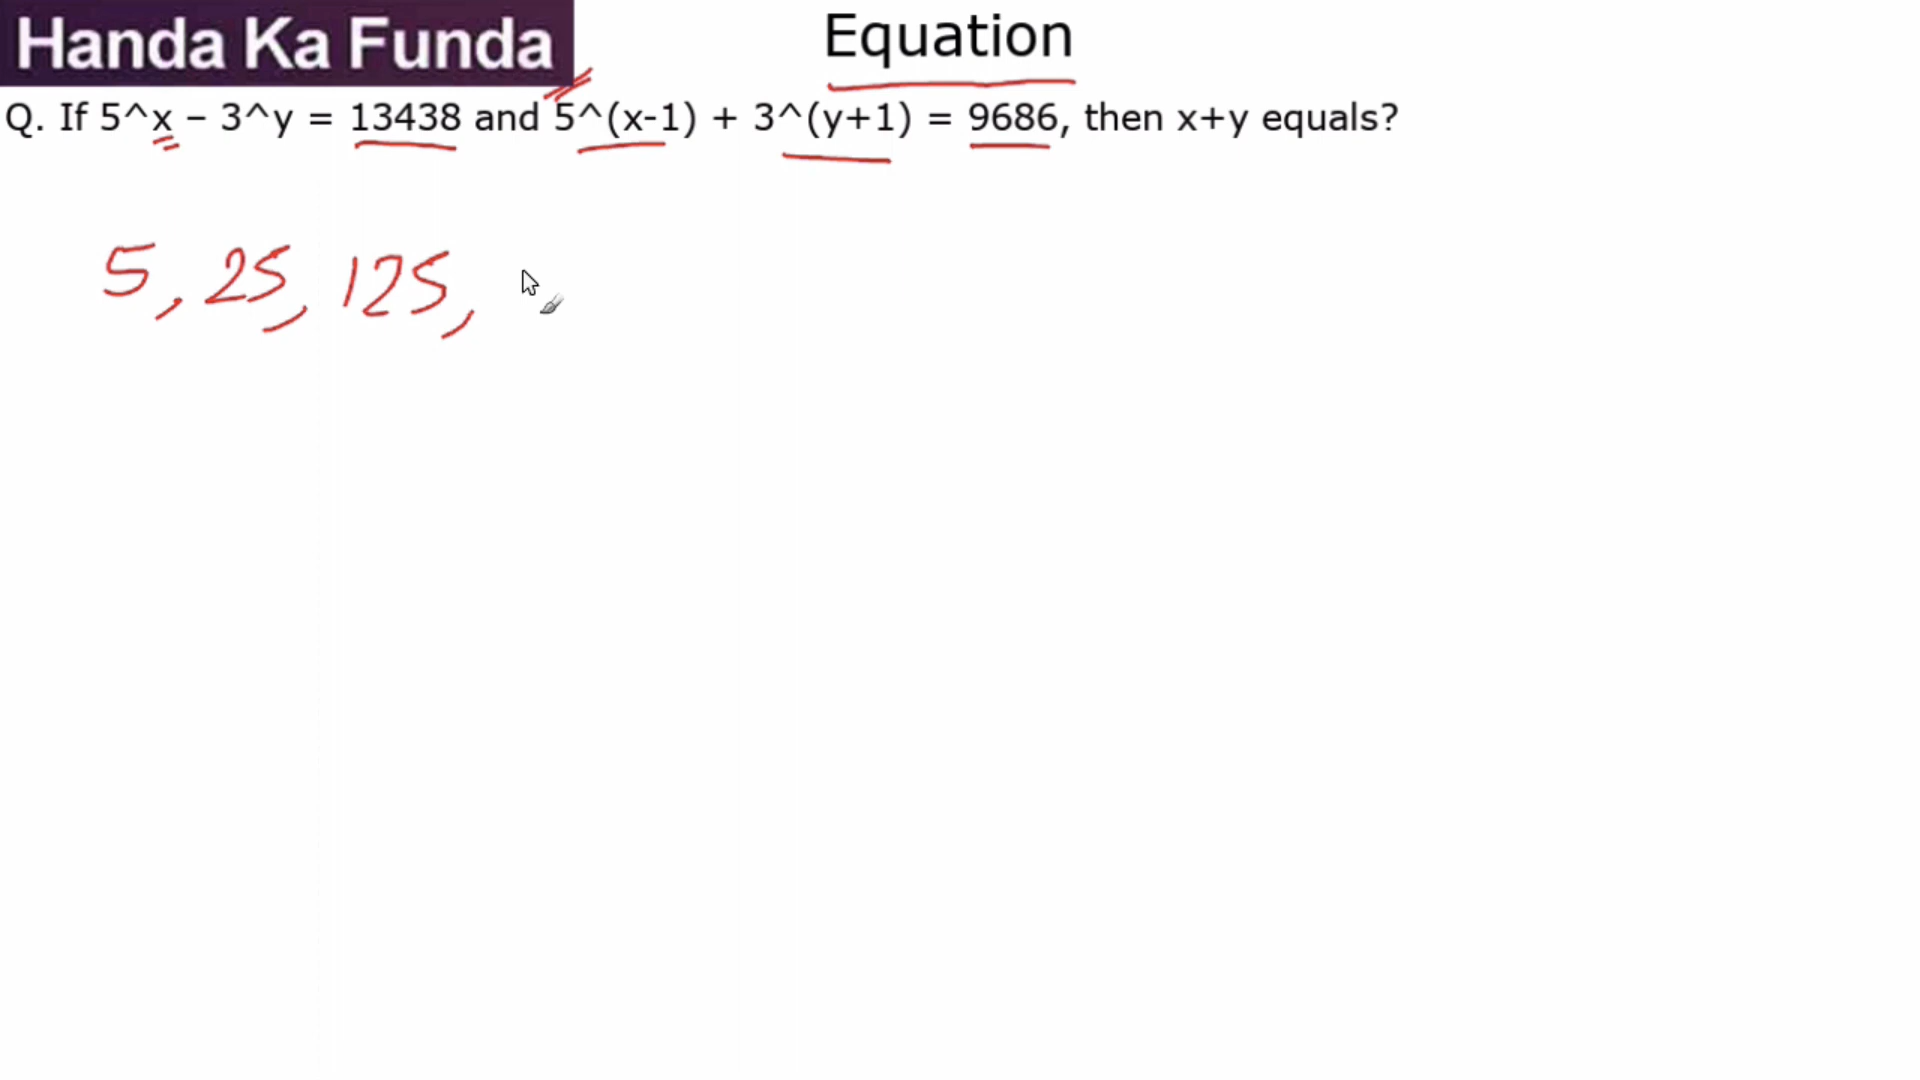 Handa Ka Funda
Equation
Q. If 5^x – 3^y = 13438 and 5^(x-1) + 3^(y+1) = 9686, then x+y equals?
5, 25, 125,